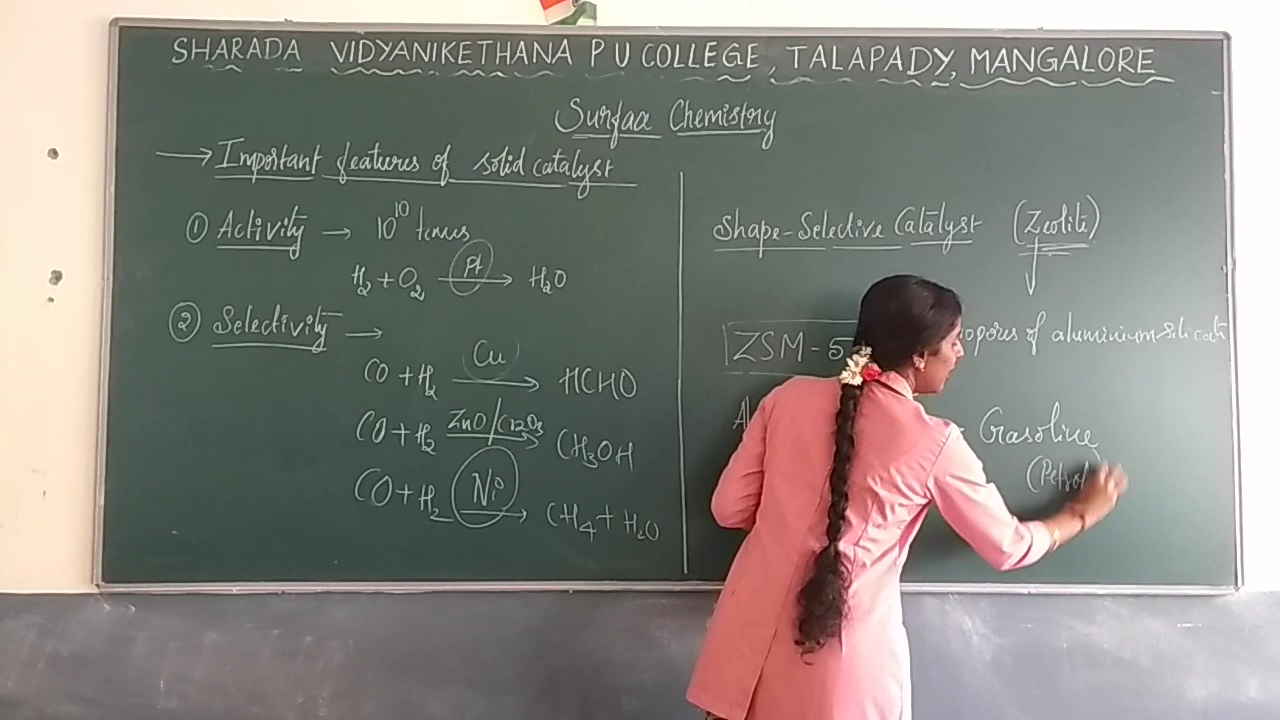 SHARADA VIDYANIKETHANA P U COLLEGE, TALAPADY, MANGALORE
Surface Chemistry
→ Important features of solid catalyst
① Activity → 10¹⁰ times
H₂ + O₂ Pt → H₂O
② Selectivity →
CO + H₂ Cu → HCHO
CO + H₂ ZnO/Cr₂O₃ → CH₃OH
CO + H₂ Ni → CH₄ + H₂O
Shape-Selective Catalyst (Zeolite)
ZSM-5 of aluminium
Gasoline
(Petrol